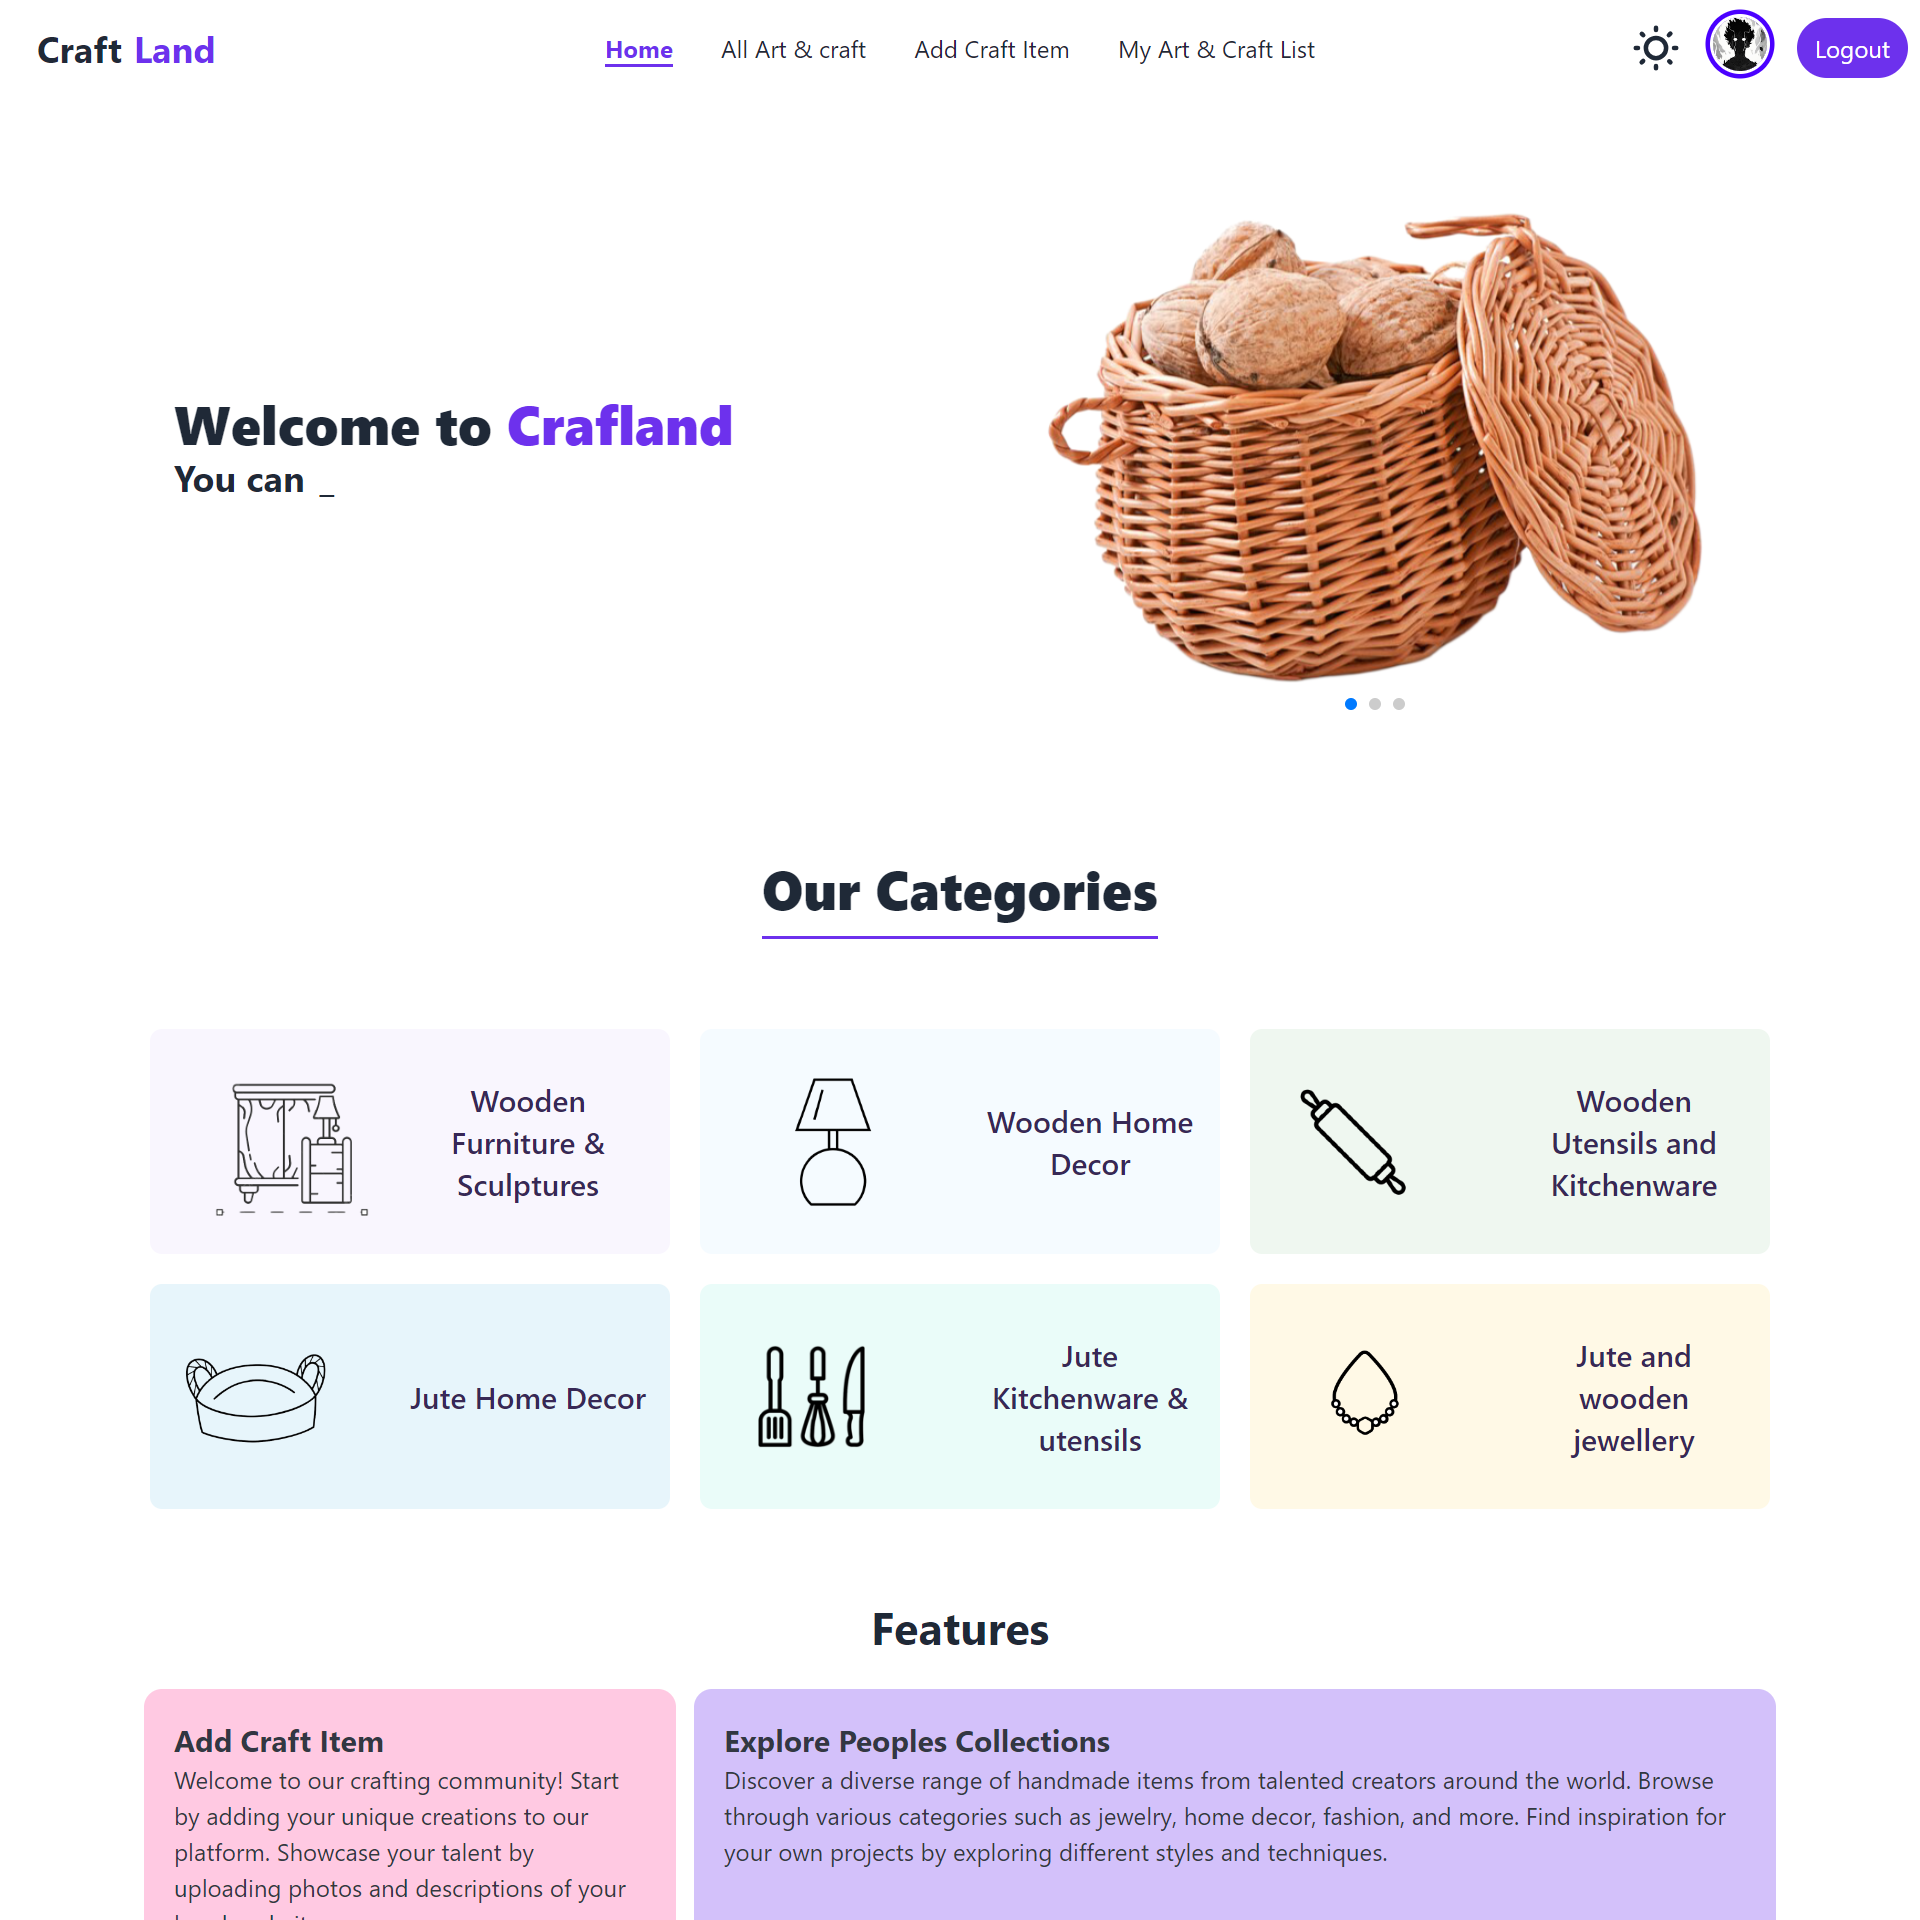 Craft Land
Home
All Art & craft
Add Craft Item
My Art & Craft List
Logout
Welcome to Crafland
You can _
Our Categories
Wooden
Furniture &
Sculptures
Wooden Home
Decor
Wooden
Utensils and
Kitchenware
Jute Home Decor
Jute
Kitchenware &
utensils
Jute and
wooden
jewellery
Features
Add Craft Item
Welcome to our crafting community! Start
by adding your unique creations to our
platform. Showcase your talent by
uploading photos and descriptions of your
Explore Peoples Collections
Discover a diverse range of handmade items from talented creators around the world. Browse
through various categories such as jewelry, home decor, fashion, and more. Find inspiration for
your own projects by exploring different styles and techniques.